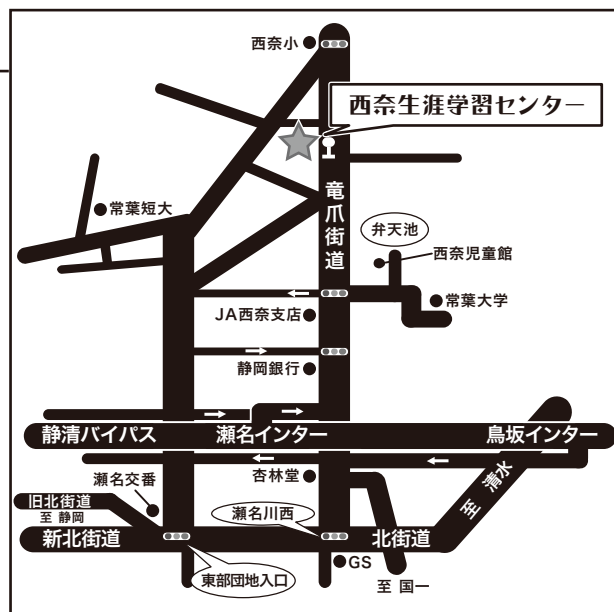 西奈小
西奈生涯学習センター
竜爪街道
常葉短大
弁天池
西奈児童館
常葉大学
JA西奈支店
静岡銀行
静清バイパス
瀬名インター
鳥坂インター
瀬名交番
杏林堂
至 清水
旧北街道
至 静岡
瀬名川西
新北街道
北街道
GS
東部団地入口
至 国一